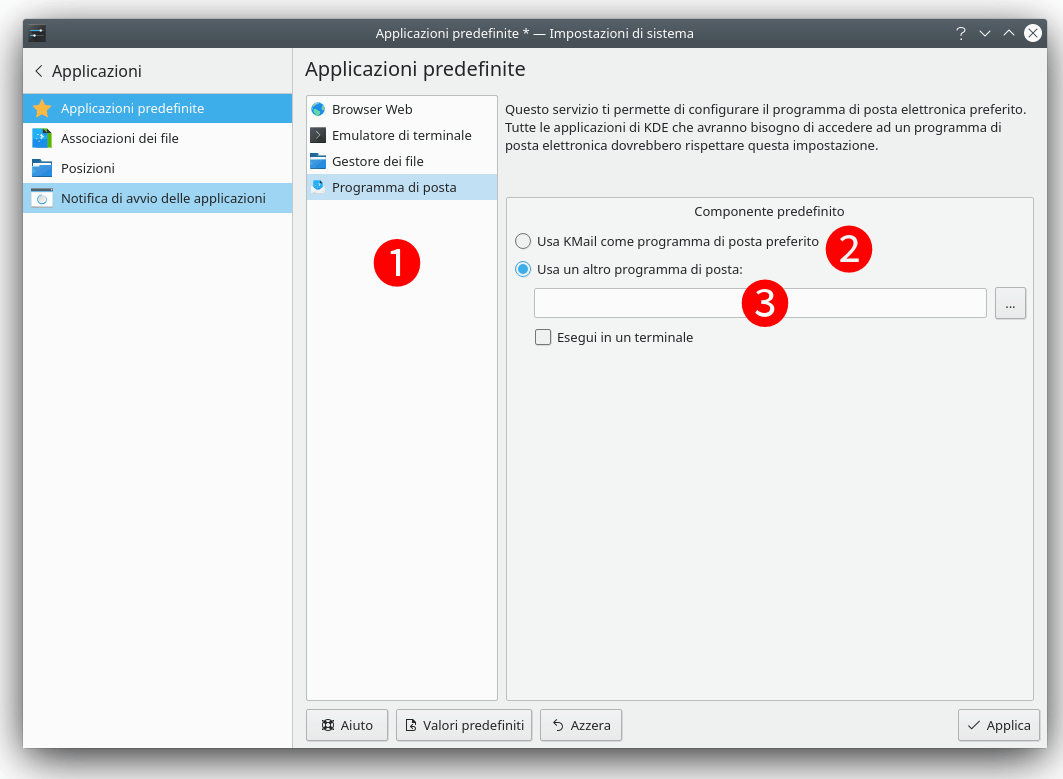 Applicazioni predefinite * — Impostazioni di sistema
Applicazioni
Applicazioni predefinite
Associazioni dei file
Posizioni
Notifica di avvio delle applicazioni
Applicazioni predefinite
Browser Web
Emulatore di terminale
Gestore dei file
Programma di posta
1
Questo servizio ti permette di configurare il programma di posta elettronica preferito.
Tutte le applicazioni di KDE che avranno bisogno di accedere ad un programma di
posta elettronica dovrebbero rispettare questa impostazione.
Componente predefinito
Usa KMail come programma di posta preferito
2
Usa un altro programma di posta:
3
...
Esegui in un terminale
Aiuto
Valori predefiniti
Azzera
Applica